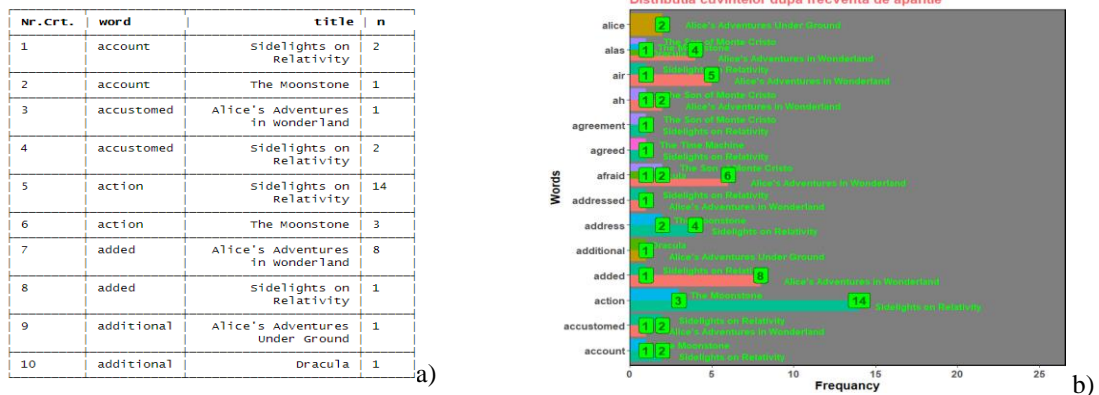 Nr.Crt. word title n
1 account Sidelights on 2
Relativity
2 account The Moonstone 1
3 accustomed Alice's Adventures 1
in Wonderland
4 accustomed Sidelights on 2
Relativity
5 action Sidelights on 14
Relativity
6 action The Moonstone 3
7 added Alice's Adventures 8
in Wonderland
8 added Sidelights on 1
Relativity
9 additional Alice's Adventures 1
Under Ground
10 additional Dracula 1
a)
Distributia cuvintelor dupa frecventa de aparitie
Words
alice 2 Alice's Adventures Under Ground
The Son of Monte Cristo
alas 1 4
Alice's Adventures in Wonderland
Sidelights on Relativity
air 1 5
Alice's Adventures in Wonderland
The Son of Monte Cristo
ah 1 2
Alice's Adventures in Wonderland
The Son of Monte Cristo
agreement 1
Sidelights on Relativity
The Time Machine
agreed 1
Sidelights on Relativity
The Son of Monte Cristo
afraid 1 2 6
Alice's Adventures in Wonderland
Sidelights on Relativity
addressed 1
Alice's Adventures in Wonderland
The Moonstone
address 2 4
Sidelights on Relativity
Dracula
additional 1
Alice's Adventures Under Ground
Sidelights on Relativity
added 1 8
Alice's Adventures in Wonderland
The Moonstone
action 3 14
Sidelights on Relativity
Sidelights on Relativity
accustomed 1 2
Alice's Adventures in Wonderland
Moonstone
account 1 2
Sidelights on Relativity
0 5 10 15 20 25
Frequancy
b)